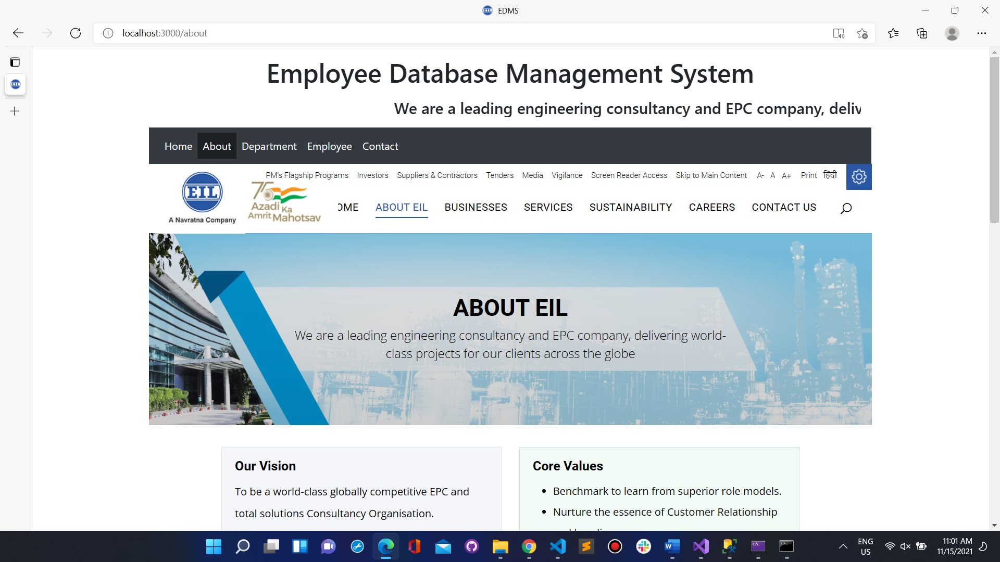 EDMS
localhost:3000/about
Employee Database Management System
We are a leading engineering consultancy and EPC company, deliv
Home About Department Employee Contact
PM's Flagship Programs Investors Suppliers & Contractors Tenders Media Vigilance Screen Reader Access Skip to Main Content A- A A+ Print हिंदी
EIL
A Navratna Company
75
Azadi Ka
Amrit Mahotsav
OME ABOUT EIL BUSINESSES SERVICES SUSTAINABILITY CAREERS CONTACT US
ABOUT EIL
We are a leading engineering consultancy and EPC company, delivering world-
class projects for our clients across the globe
Our Vision
To be a world-class globally competitive EPC and
total solutions Consultancy Organisation.
Core Values
Benchmark to learn from superior role models.
Nurture the essence of Customer Relationship
ENG
US
11:01 AM
11/15/2021